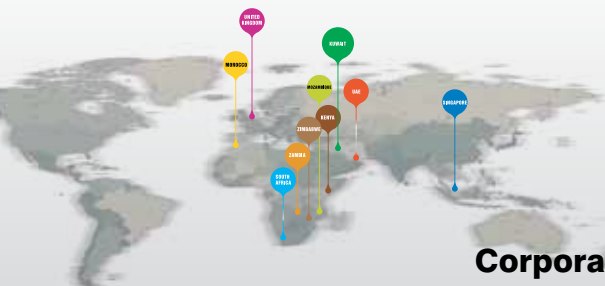 UNITED
KINGDOM
KUWAIT
MOROCCO
MOZAMBIQUE
UAE
SINGAPORE
KENYA
ZIMBABWE
ZAMBIA
SOUTH
AFRICA
Corpora